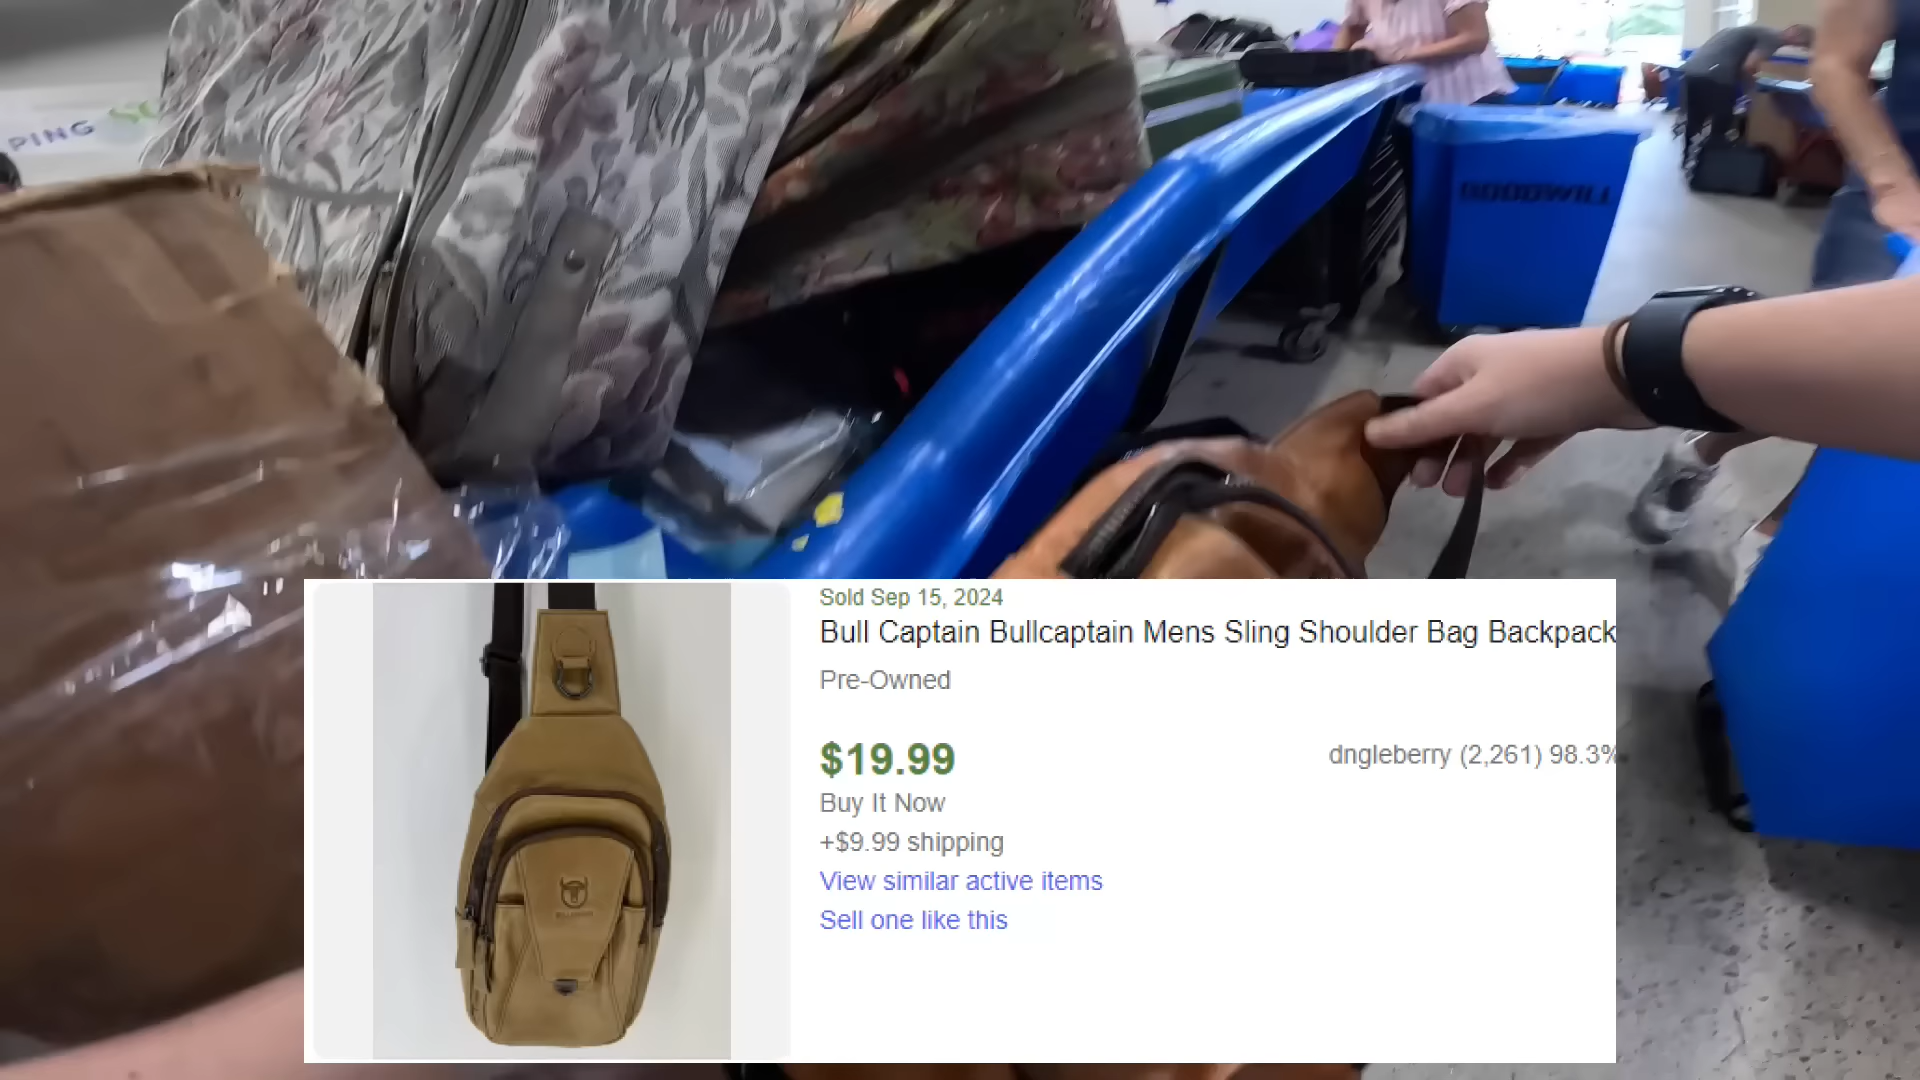 PING
GOODWILL
Sold Sep 15, 2024
Bull Captain Bullcaptain Mens Sling Shoulder Bag Backpack
Pre-Owned
$19.99
dngleberry (2,261) 98.3%
Buy It Now
+$9.99 shipping
View similar active items
Sell one like this